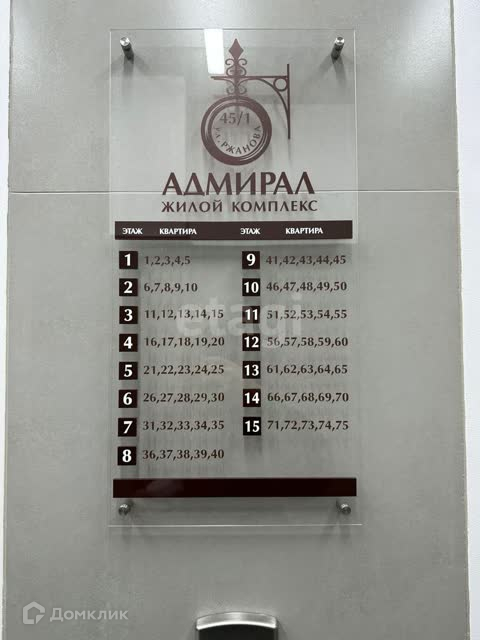 45/1
ул. РЖАНОВА
АДМИРАЛ
ЖИЛОЙ КОМПЛЕКС
ЭТАЖ КВАРТИРА ЭТАЖ КВАРТИРА
1 1,2,3,4,5
2 6,7,8,9,10
3 11,12,13,14,15
4 16,17,18,19,20
5 21,22,23,24,25
6 26,27,28,29,30
7 31,32,33,34,35
8 36,37,38,39,40
9 41,42,43,44,45
10 46,47,48,49,50
11 51,52,53,54,55
12 56,57,58,59,60
13 61,62,63,64,65
14 66,67,68,69,70
15 71,72,73,74,75
etagi
Домклик